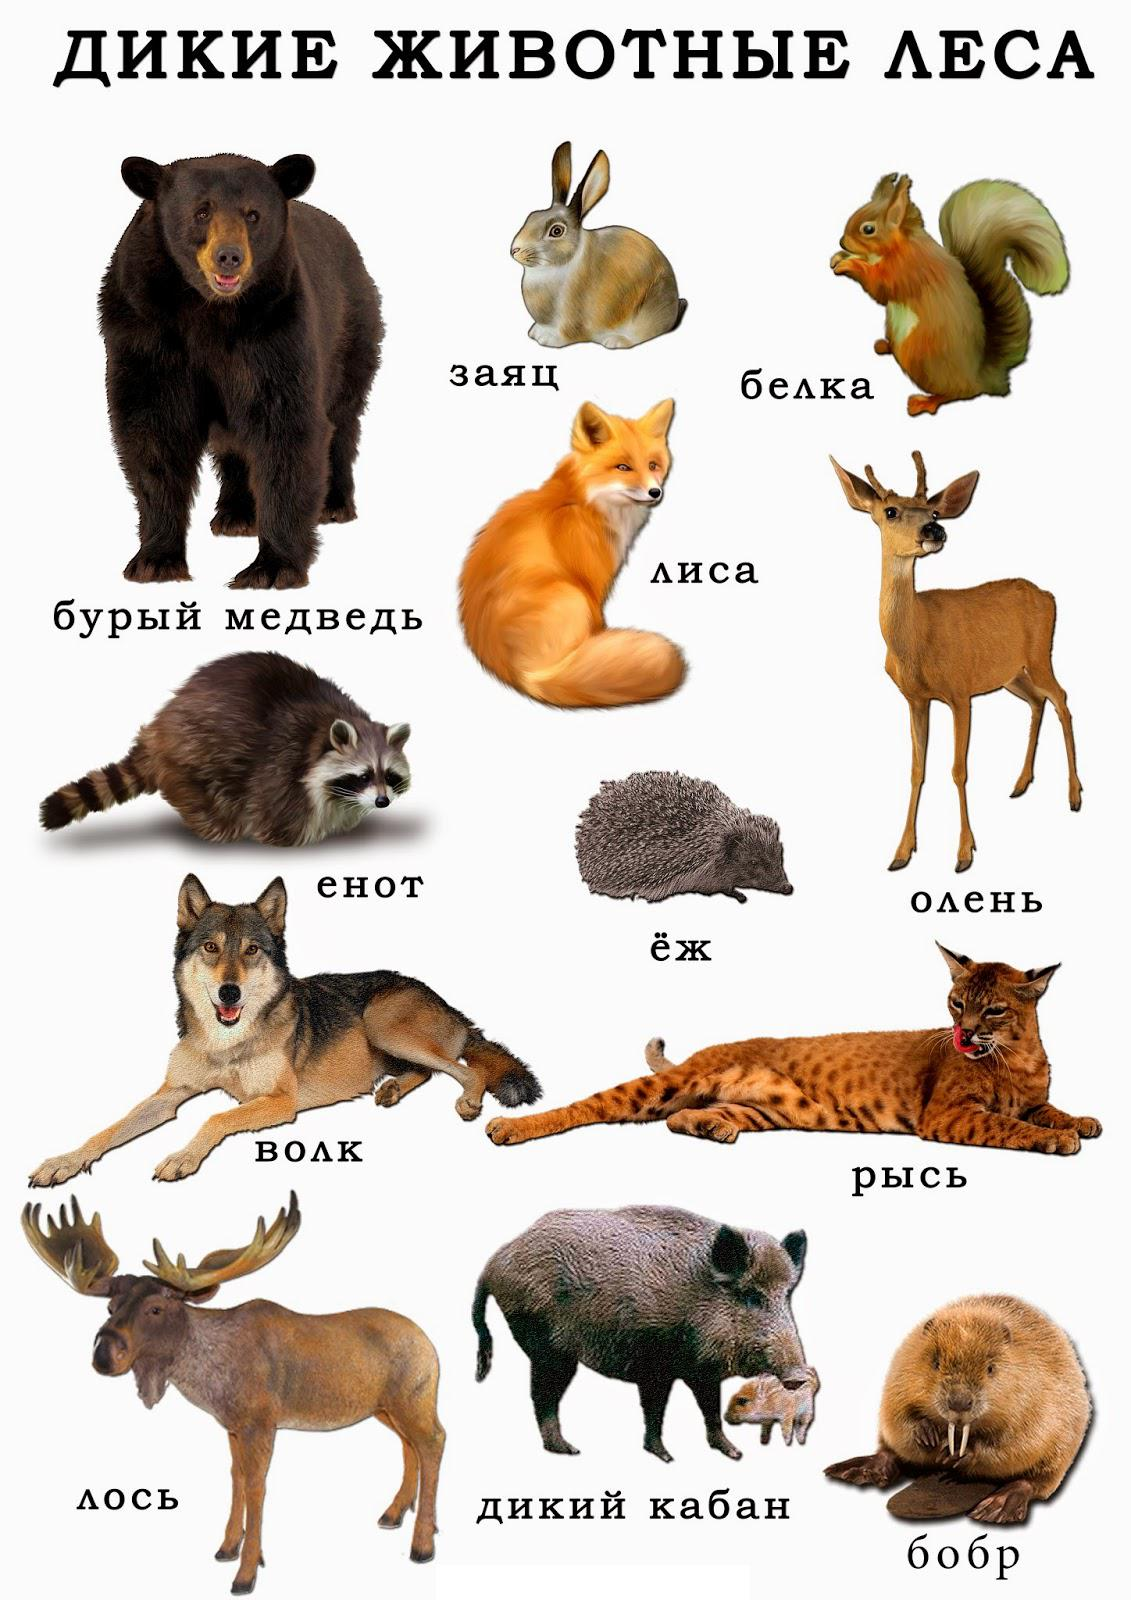 ДИКИЕ ЖИВОТНЫЕ ЛЕСА
заяц
белка
лиса
бурый медведь
енот
олень
ёж
волк
рысь
лось
дикий кабан
бобр